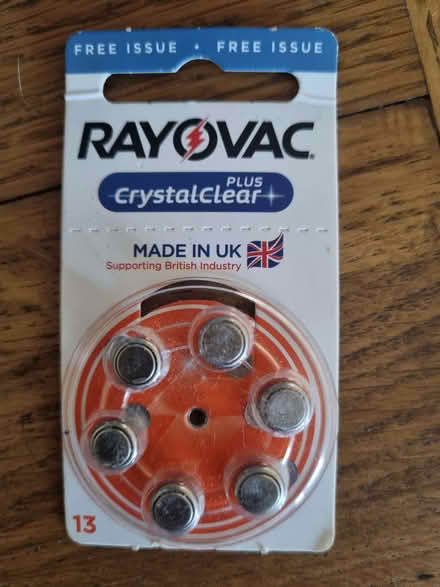 FREE ISSUE • FREE ISSUE
RAYOVAC
PLUS
CrystalClear
MADE IN UK
Supporting British Industry
13